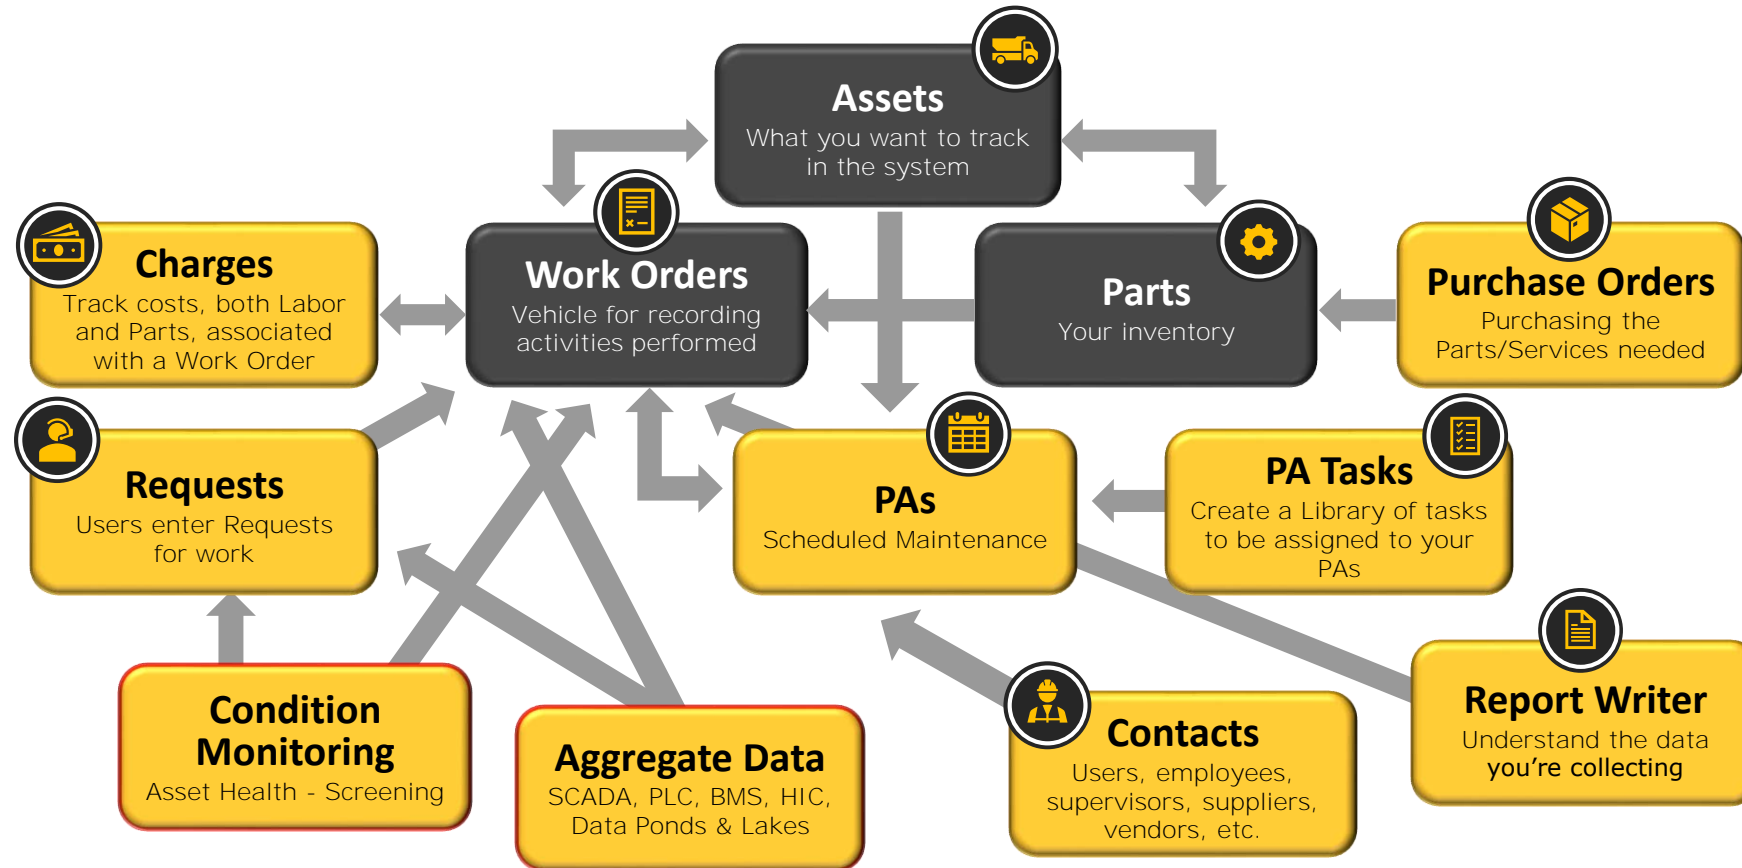 Assets
What you want to track
in the system
Charges
Track costs, both Labor
and Parts, associated
with a Work Order
Work Orders
Vehicle for recording
activities performed
Parts
Your inventory
Purchase Orders
Purchasing the
Parts/Services needed
Requests
Users enter Requests
for work
PAs
Scheduled Maintenance
PA Tasks
Create a Library of tasks
to be assigned to your
PAs
Condition
Monitoring
Asset Health - Screening
Aggregate Data
SCADA, PLC, BMS, HIC,
Data Ponds & Lakes
Contacts
Users, employees,
supervisors, suppliers,
vendors, etc.
Report Writer
Understand the data
you’re collecting